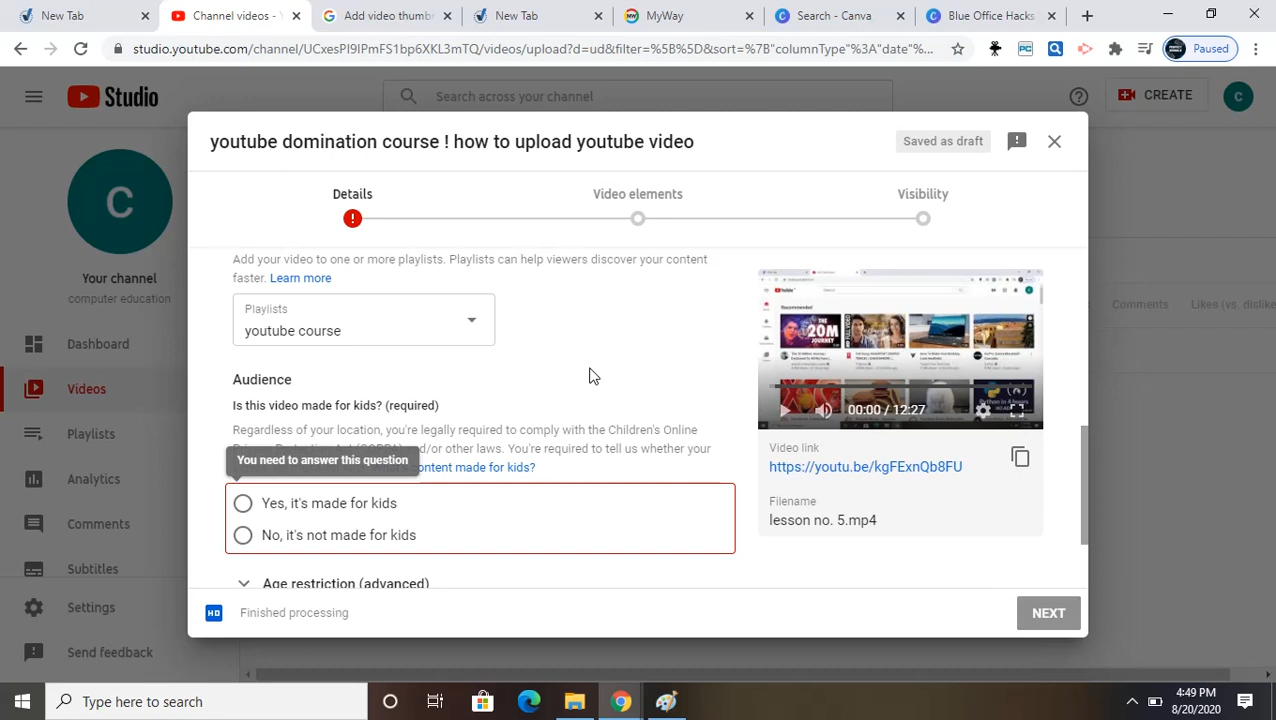 New Tab
Channel videos - Y
Add video thumb
New Tab
MyWay
Search - Canva
Blue Office Hacks
studio.youtube.com/channel/UCxesPI9IPmFS1bp6XKL3mTQ/videos/upload?d=ud&filter=%5B%5D&sort=%7B"columnType"%3A"date"%...
Paused
Studio
Search across your channel
CREATE
C
youtube domination course ! how to upload youtube video
Saved as draft
C
Details
Video elements
Visibility
Your channel
computer education
Add your video to one or more playlists. Playlists can help viewers discover your content
faster. Learn more
Playlists
youtube course
Comments
Likes vs. dislike
Dashboard
Videos
Playlists
Analytics
Comments
Subtitles
Settings
Send feedback
Audience
Is this video made for kids? (required)
Regardless of your location, you're legally required to comply with the Children's Online
and/or other laws. You're required to tell us whether your
You need to answer this question
content made for kids?
Yes, it's made for kids
No, it's not made for kids
Age restriction (advanced)
THE
20M
JOURNEY
00:00 / 12:27
Video link
https://youtu.be/kgFExnQb8FU
Filename
lesson no. 5.mp4
HD
Finished processing
NEXT
Type here to search
4:49 PM
8/20/2020